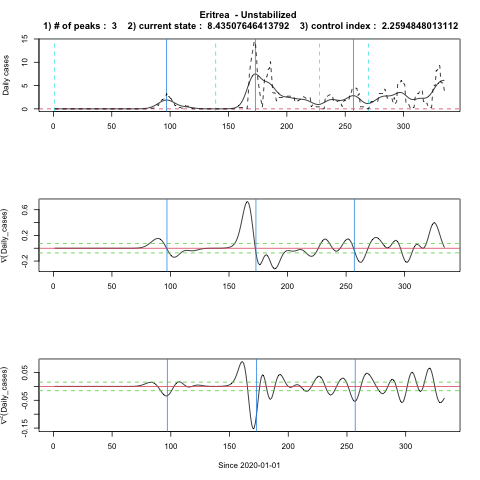 Eritrea - Unstabilized
1) # of peaks : 3 2) current state : 8.43507646413792 3) control index : 2.2594848013112
Daily cases
15
10
5
0
0 50 100 150 200 250 300
∇(Daily_cases)
0.6
0.2
-0.2
0 50 100 150 200 250 300
∇²(Daily_cases)
0.05
-0.05
-0.15
0 50 100 150 200 250 300
Since 2020-01-01